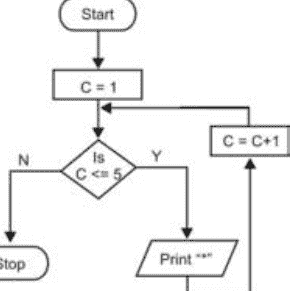 Start
C = 1
C = C+1
Is
C <= 5
N
Y
Stop
Print "*"